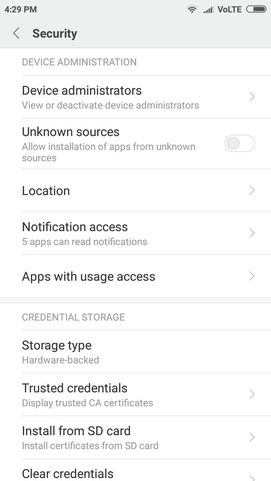 4:29 PM VoLTE
Security
DEVICE ADMINISTRATION
Device administrators
View or deactivate device administrators
Unknown sources
Allow installation of apps from unknown
sources
Location
Notification access
5 apps can read notifications
Apps with usage access
CREDENTIAL STORAGE
Storage type
Hardware-backed
Trusted credentials
Display trusted CA certificates
Install from SD card
Install certificates from SD card
Clear credentials